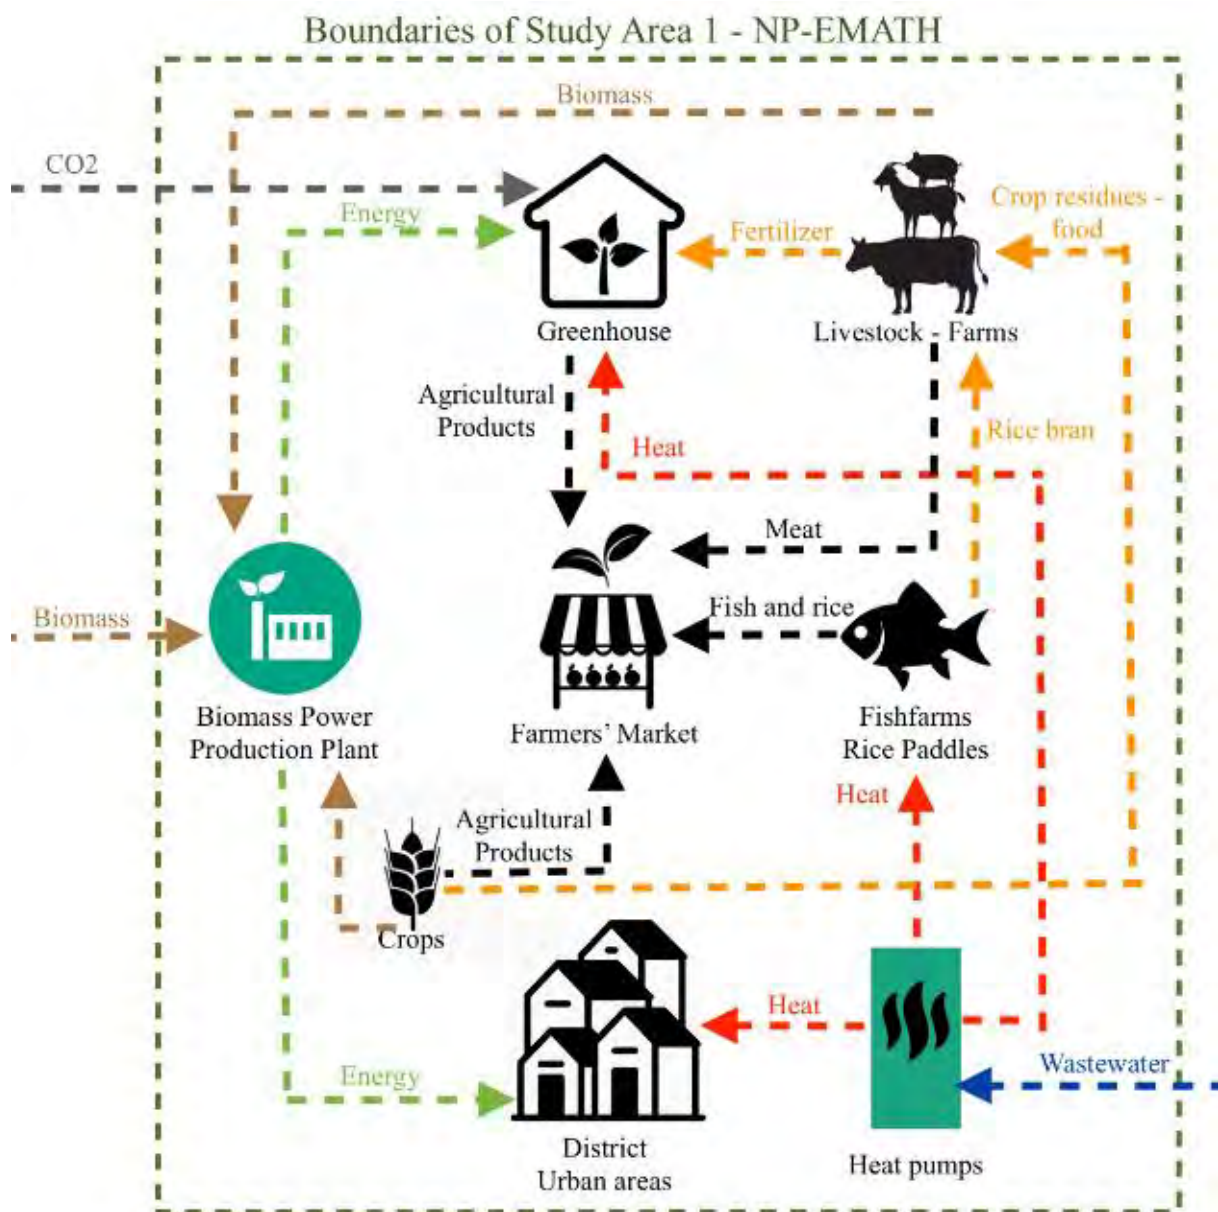 Boundaries of Study Area 1 - NP-EMATH
Biomass
CO2
Energy
Fertilizer
Crop residues -
food
Greenhouse
Livestock - Farms
Agricultural
Products
Heat
Rice bran
Meat
Biomass
Fish and rice
Biomass Power
Production Plant
Farmers' Market
Fishfarms
Rice Paddles
Heat
Agricultural
Products
Crops
Heat
Wastewater
Energy
District
Urban areas
Heat pumps